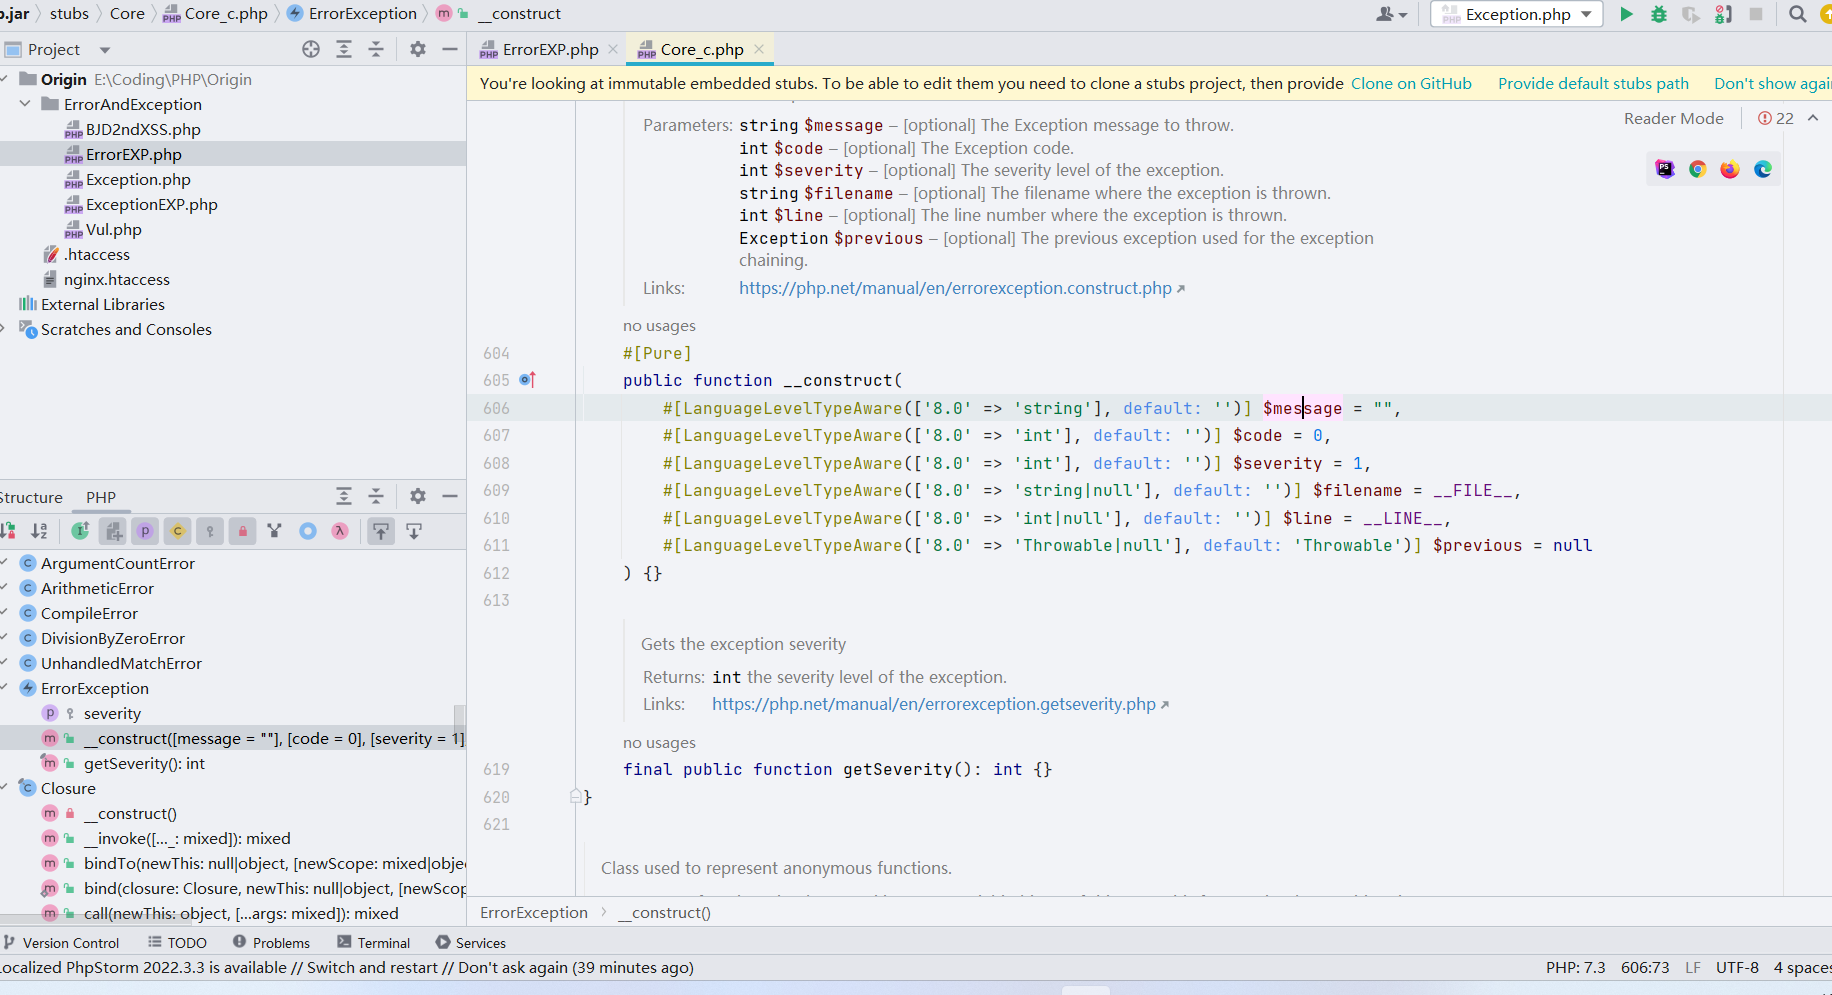 p.jar stubs Core Core_c.php ErrorException __construct
Exception.php
Project
Origin E:\Coding\PHP\Origin
ErrorAndException
BJD2ndXSS.php
ErrorEXP.php
Exception.php
ExceptionEXP.php
Vul.php
.htaccess
nginx.htaccess
External Libraries
Scratches and Consoles
Structure PHP
ArgumentCountError
ArithmeticError
CompileError
DivisionByZeroError
UnhandledMatchError
ErrorException
severity
__construct([message = ""], [code = 0], [severity = 1]
getSeverity(): int
Closure
__construct()
__invoke([..._: mixed]): mixed
bindTo(newThis: null|object, [newScope: mixed|obje
bind(closure: Closure, newThis: null|object, [newScop
call(newThis: object, [...args: mixed]): mixed
ErrorEXP.php Core_c.php
You're looking at immutable embedded stubs. To be able to edit them you need to clone a stubs project, then provide Clone on GitHub Provide default stubs path Don't show again
Reader Mode 22
Parameters: string $message – [optional] The Exception message to throw.
int $code – [optional] The Exception code.
int $severity – [optional] The severity level of the exception.
string $filename – [optional] The filename where the exception is thrown.
int $line – [optional] The line number where the exception is thrown.
Exception $previous – [optional] The previous exception used for the exception
chaining.
Links: https://php.net/manual/en/errorexception.construct.php
no usages
604 #[Pure]
605 public function __construct(
606 #[LanguageLevelTypeAware(['8.0' => 'string'], default: '')] $message = "",
607 #[LanguageLevelTypeAware(['8.0' => 'int'], default: '')] $code = 0,
608 #[LanguageLevelTypeAware(['8.0' => 'int'], default: '')] $severity = 1,
609 #[LanguageLevelTypeAware(['8.0' => 'string|null'], default: '')] $filename = __FILE__,
610 #[LanguageLevelTypeAware(['8.0' => 'int|null'], default: '')] $line = __LINE__,
611 #[LanguageLevelTypeAware(['8.0' => 'Throwable|null'], default: 'Throwable')] $previous = null
612 ) {}
613
Gets the exception severity
Returns: int the severity level of the exception.
Links: https://php.net/manual/en/errorexception.getseverity.php
no usages
619 final public function getSeverity(): int {}
620 }
621
Class used to represent anonymous functions.
ErrorException __construct()
Version Control TODO Problems Terminal Services
Localized PhpStorm 2022.3.3 is available // Switch and restart // Don't ask again (39 minutes ago)
PHP: 7.3 606:73 LF UTF-8 4 spaces